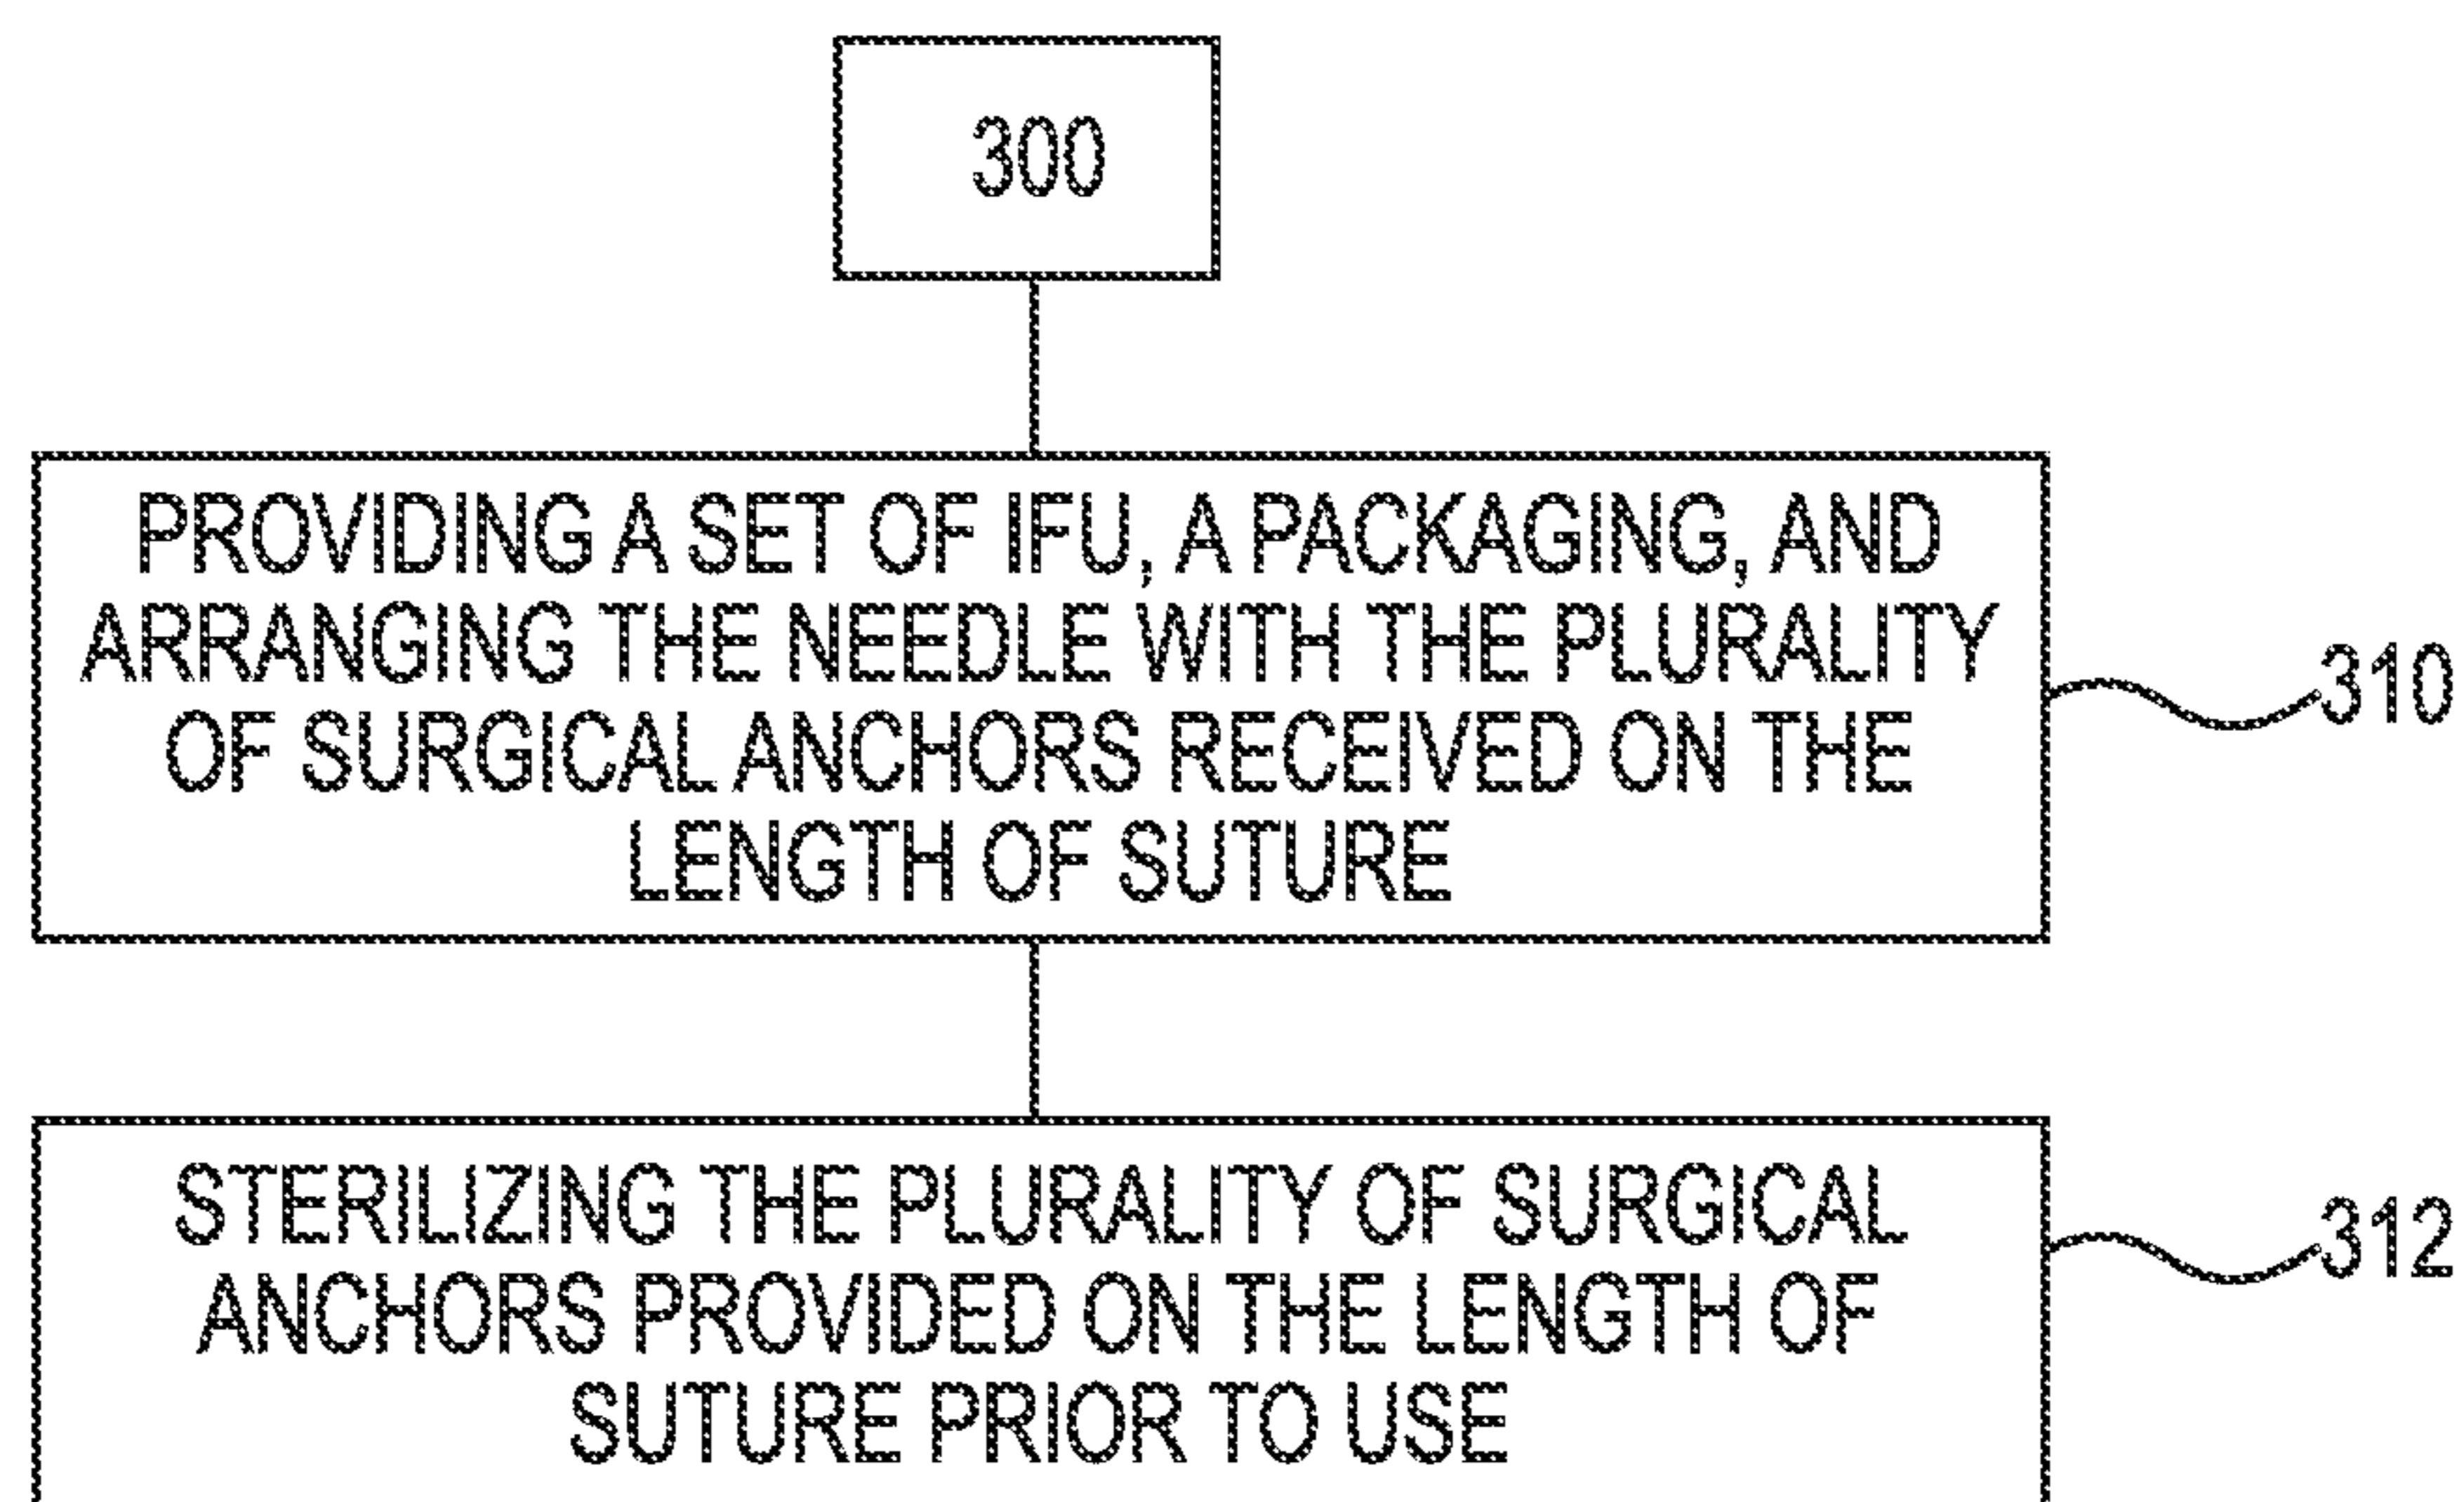 300
PROVIDING A SET OF IFU, A PACKAGING, AND
ARRANGING THE NEEDLE WITH THE PLURALITY
OF SURGICAL ANCHORS RECEIVED ON THE
LENGTH OF SUTURE
310
STERILIZING THE PLURALITY OF SURGICAL
ANCHORS PROVIDED ON THE LENGTH OF
SUTURE PRIOR TO USE
312